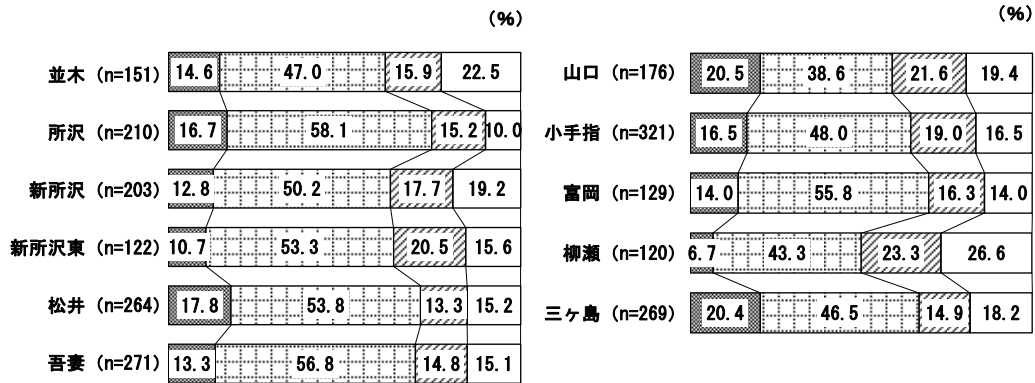 (%)
並木 (n=151) 14.6 47.0 15.9 22.5
所沢 (n=210) 16.7 58.1 15.2 10.0
新所沢 (n=203) 12.8 50.2 17.7 19.2
新所沢東 (n=122) 10.7 53.3 20.5 15.6
松井 (n=264) 17.8 53.8 13.3 15.2
吾妻 (n=271) 13.3 56.8 14.8 15.1
(%)
山口 (n=176) 20.5 38.6 21.6 19.4
小手指 (n=321) 16.5 48.0 19.0 16.5
富岡 (n=129) 14.0 55.8 16.3 14.0
柳瀬 (n=120) 6.7 43.3 23.3 26.6
三ヶ島 (n=269) 20.4 46.5 14.9 18.2